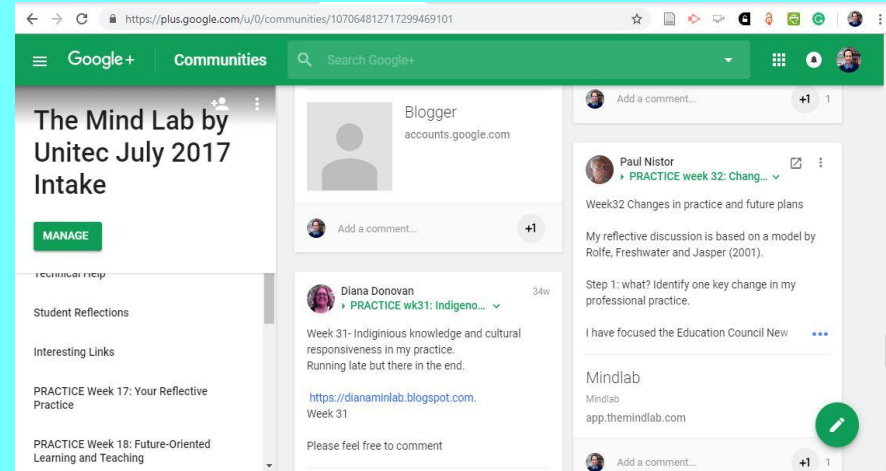 https://plus.google.com/u/0/communities/107064812717299469101
Google+
Communities
Search Google+
The Mind Lab by
Unitec July 2017
Intake
MANAGE
Technical Help
Student Reflections
Interesting Links
PRACTICE Week 17: Your Reflective
Practice
PRACTICE Week 18: Future-Oriented
Learning and Teaching
Blogger
accounts.google.com
Add a comment...
+1
Diana Donovan
34w
PRACTICE wk31: Indigeno...
Week 31- Indiginious knowledge and cultural
responsiveness in my practice.
Running late but there in the end.
https://dianaminlab.blogspot.com.
Week 31
Please feel free to comment
Add a comment...
+1 1
Paul Nistor
PRACTICE week 32: Chang...
Week32 Changes in practice and future plans
My reflective discussion is based on a model by
Rolfe, Freshwater and Jasper (2001).
Step 1: what? Identify one key change in my
professional practice.
I have focused the Education Council New
Mindlab
Mindlab
app.themindlab.com
Add a comment...
+1 1